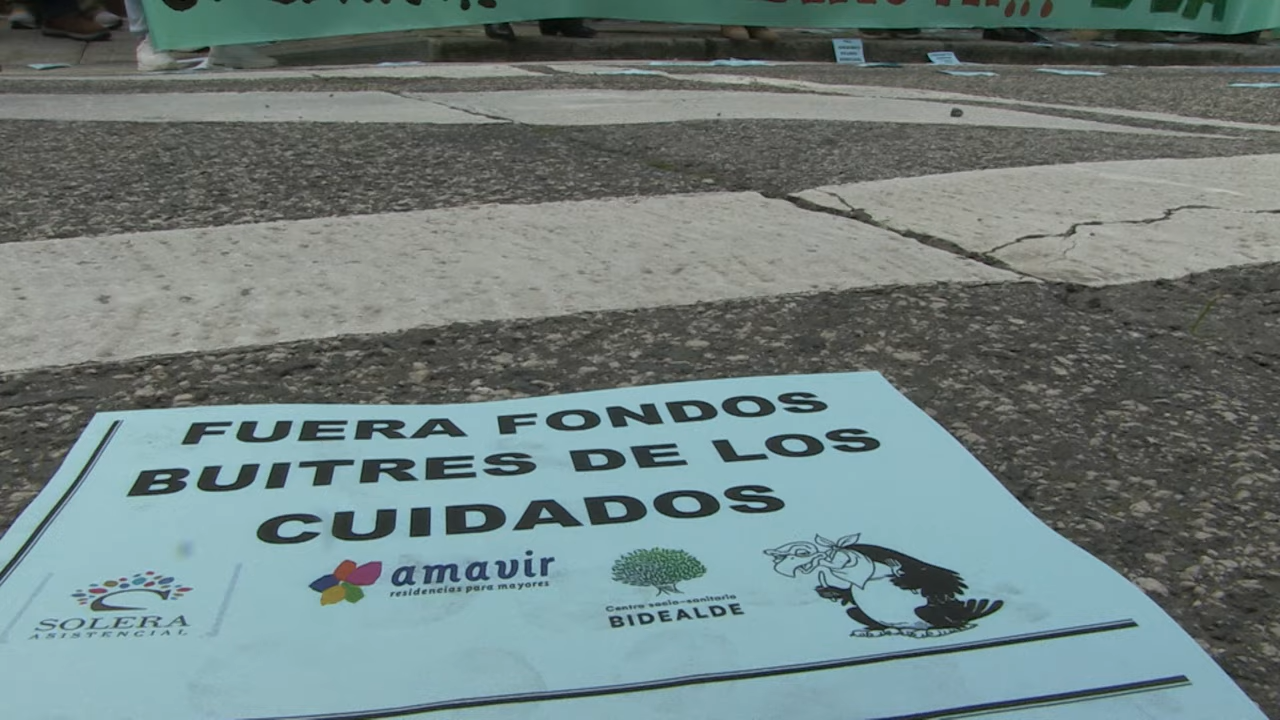 FUERA FONDOS
BUITRES DE LOS
CUIDADOS
SOLERA
ASISTENCIAL
amavir
residencias para mayores
Centro socio-sanitario
BIDEALDE